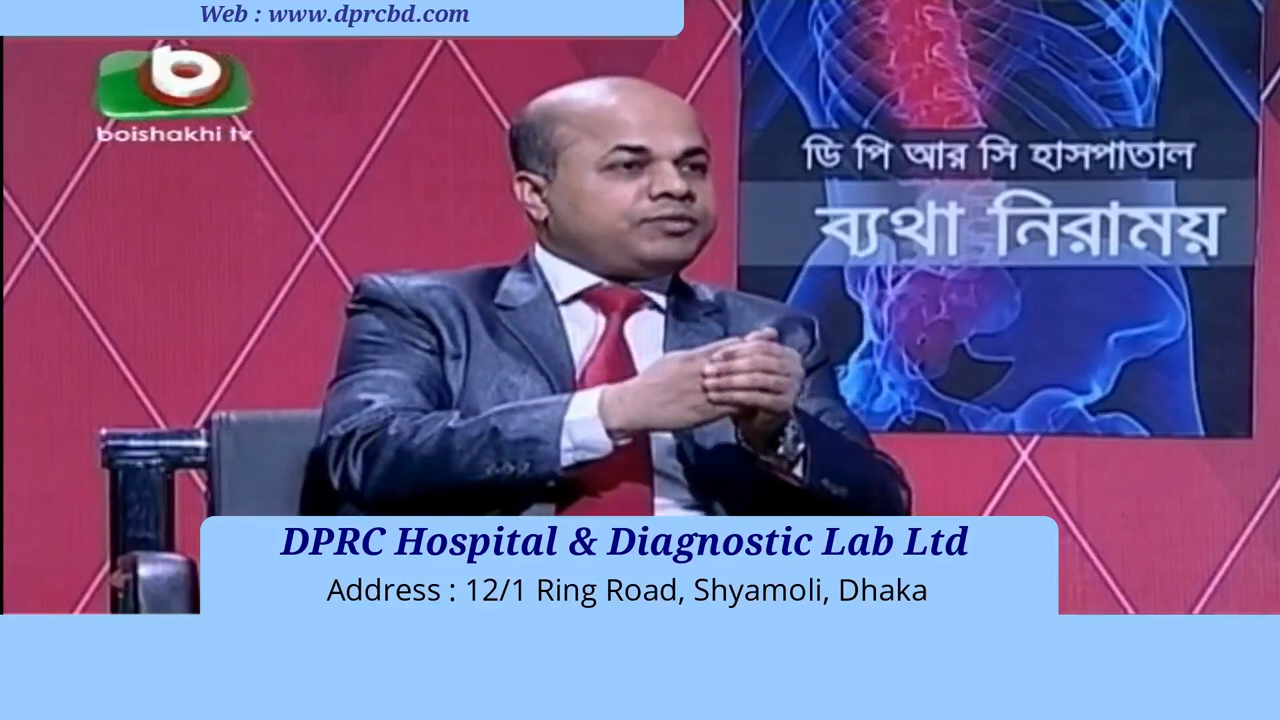 Web : www.dprcbd.com
b
boishakhi tv
ডি পি আর সি হাসপাতাল
ব্যথা নিরাময়
DPRC Hospital & Diagnostic Lab Ltd
Address : 12/1 Ring Road, Shyamoli, Dhaka